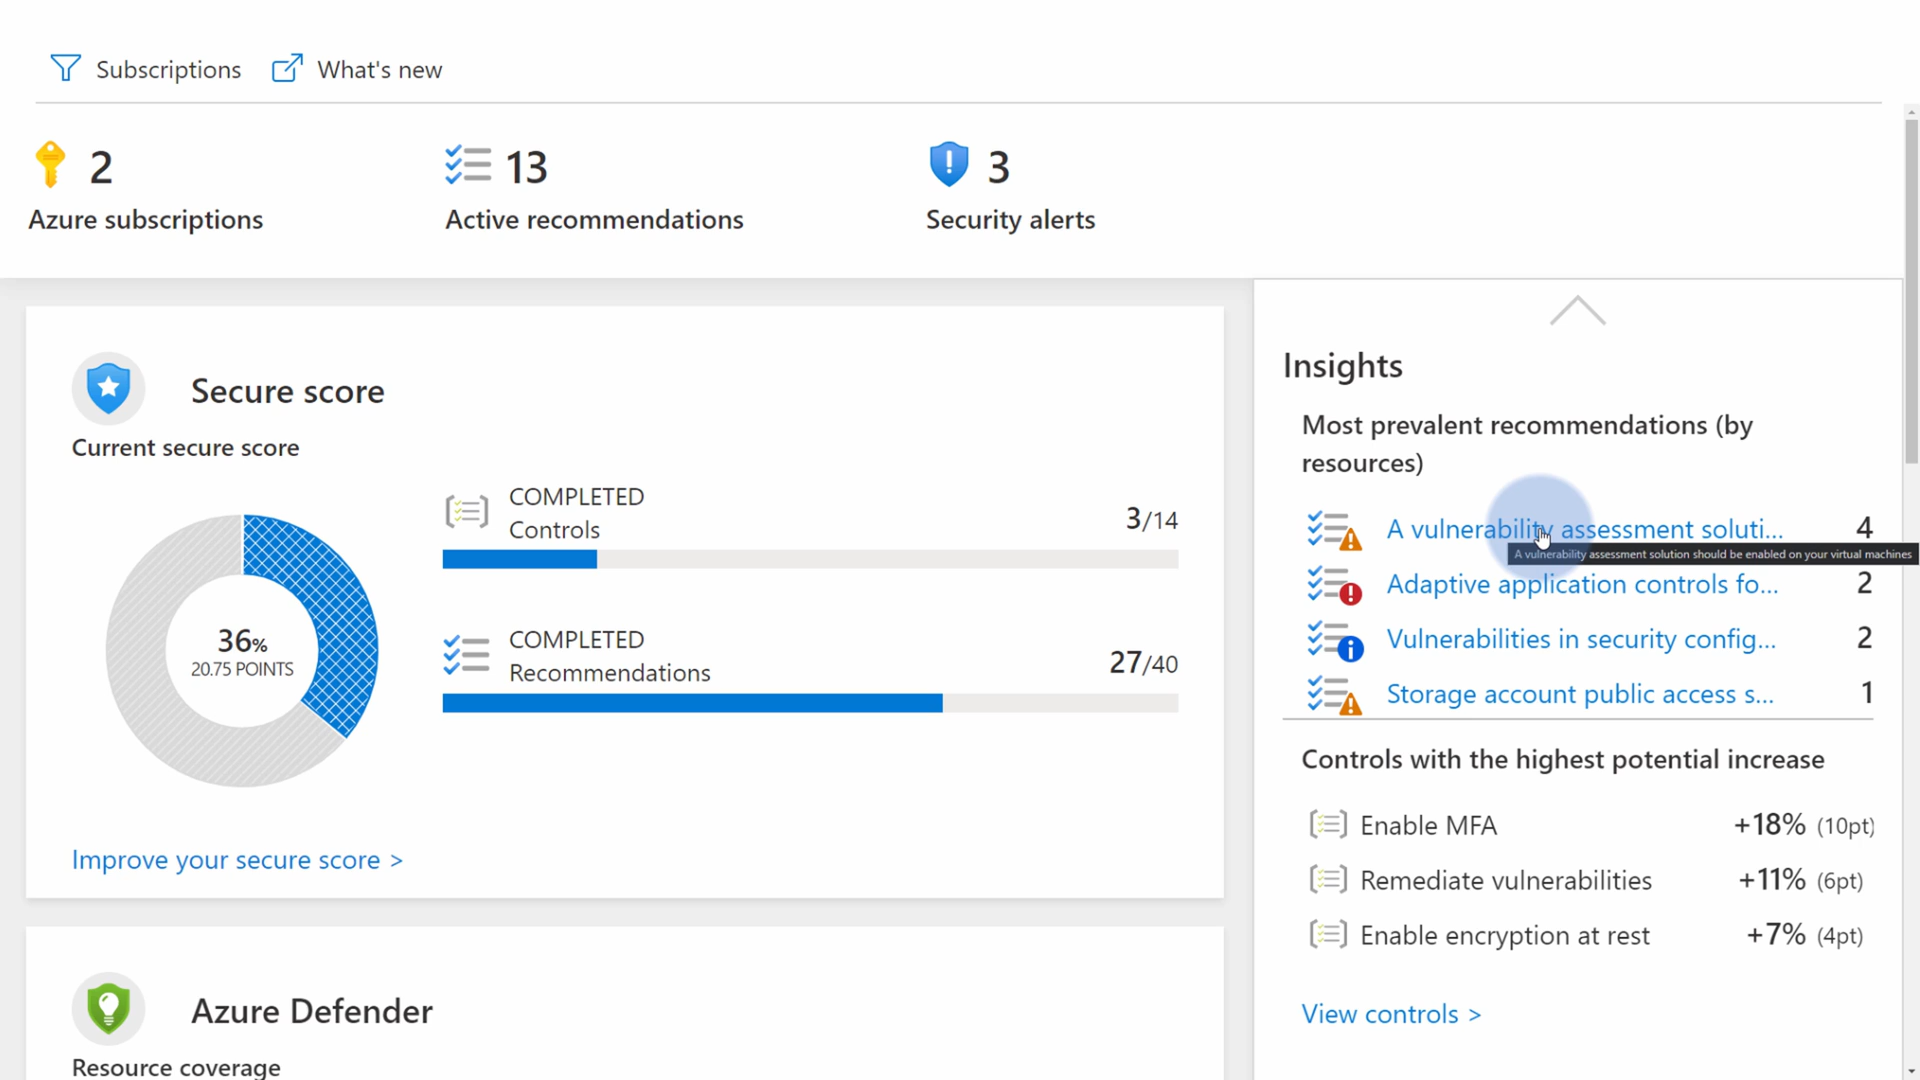 Subscriptions What's new
2 13 3
Azure subscriptions Active recommendations Security alerts
Secure score
Current secure score
COMPLETED
Controls 3/14
COMPLETED
Recommendations 27/40
36%
20.75 POINTS
Improve your secure score >
Azure Defender
Resource coverage
Insights
Most prevalent recommendations (by
resources)
A vulnerability assessment soluti... 4
A vulnerability assessment solution should be enabled on your virtual machines
Adaptive application controls fo... 2
Vulnerabilities in security config... 2
Storage account public access s... 1
Controls with the highest potential increase
Enable MFA +18% (10pt)
Remediate vulnerabilities +11% (6pt)
Enable encryption at rest +7% (4pt)
View controls >